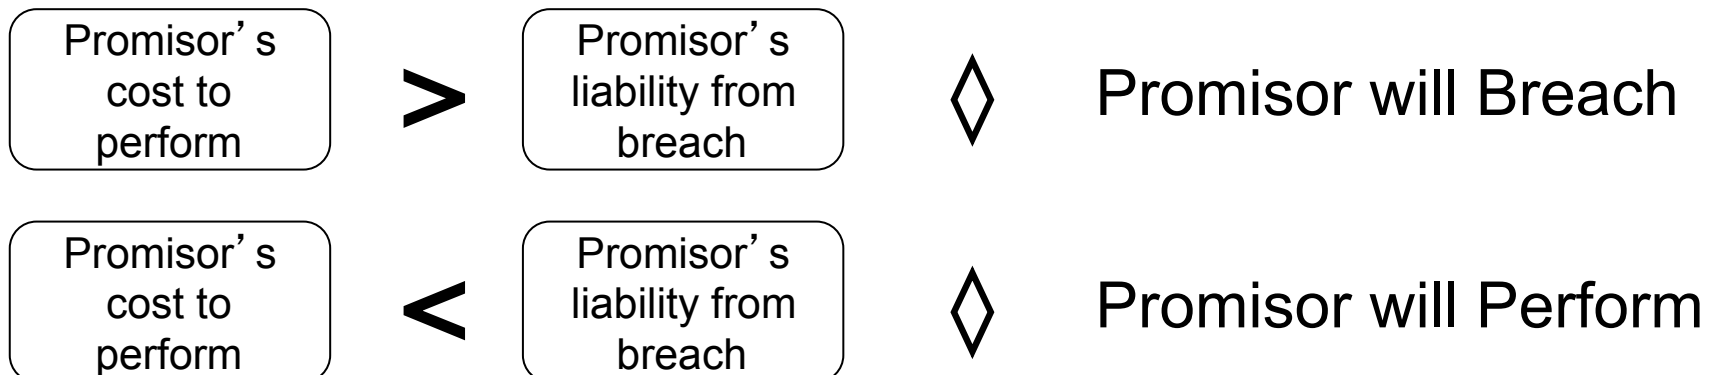 Promisor’s
cost to
perform
>
Promisor’s
liability from
breach
◊
Promisor will Breach
Promisor’s
cost to
perform
<
Promisor’s
liability from
breach
◊
Promisor will Perform